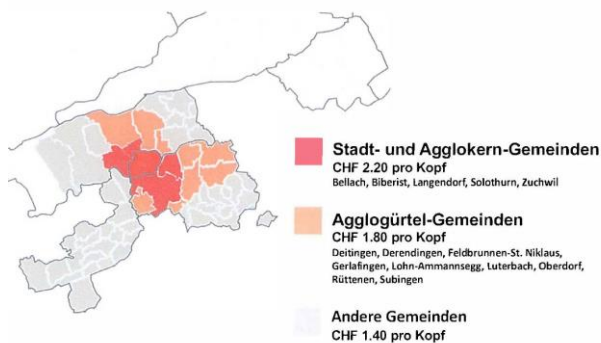 Stadt- und Agglokern-Gemeinden
CHF 2.20 pro Kopf
Bellach, Biberist, Langendorf, Solothurn, Zuchwil
Agglogürtel-Gemeinden
CHF 1.80 pro Kopf
Deitingen, Derendingen, Feldbrunnen-St. Niklaus,
Gerlafingen, Lohn-Ammannsegg, Luterbach, Oberdorf,
Rüttenen, Subingen
Andere Gemeinden
CHF 1.40 pro Kopf